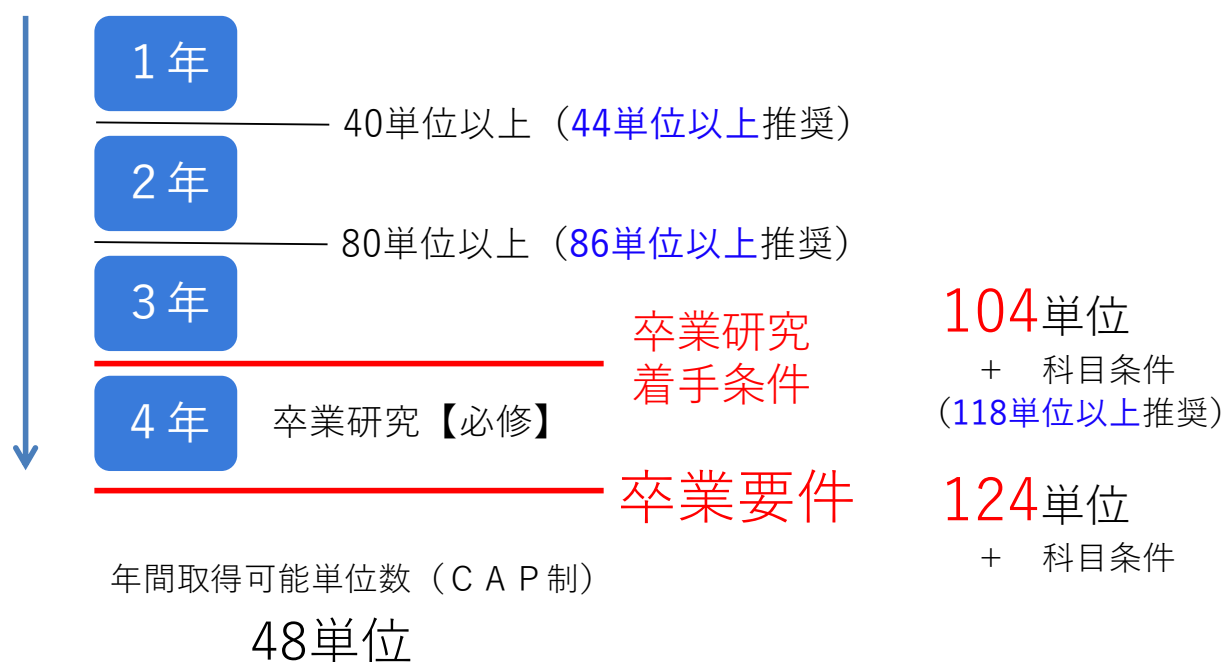 １年
40単位以上（44単位以上推奨）
２年
80単位以上（86単位以上推奨）
３年
卒業研究
着手条件
104単位
+　科目条件
（118単位以上推奨）
４年
卒業研究【必修】
卒業要件
124単位
+　科目条件
年間取得可能単位数（ＣＡＰ制）
48単位